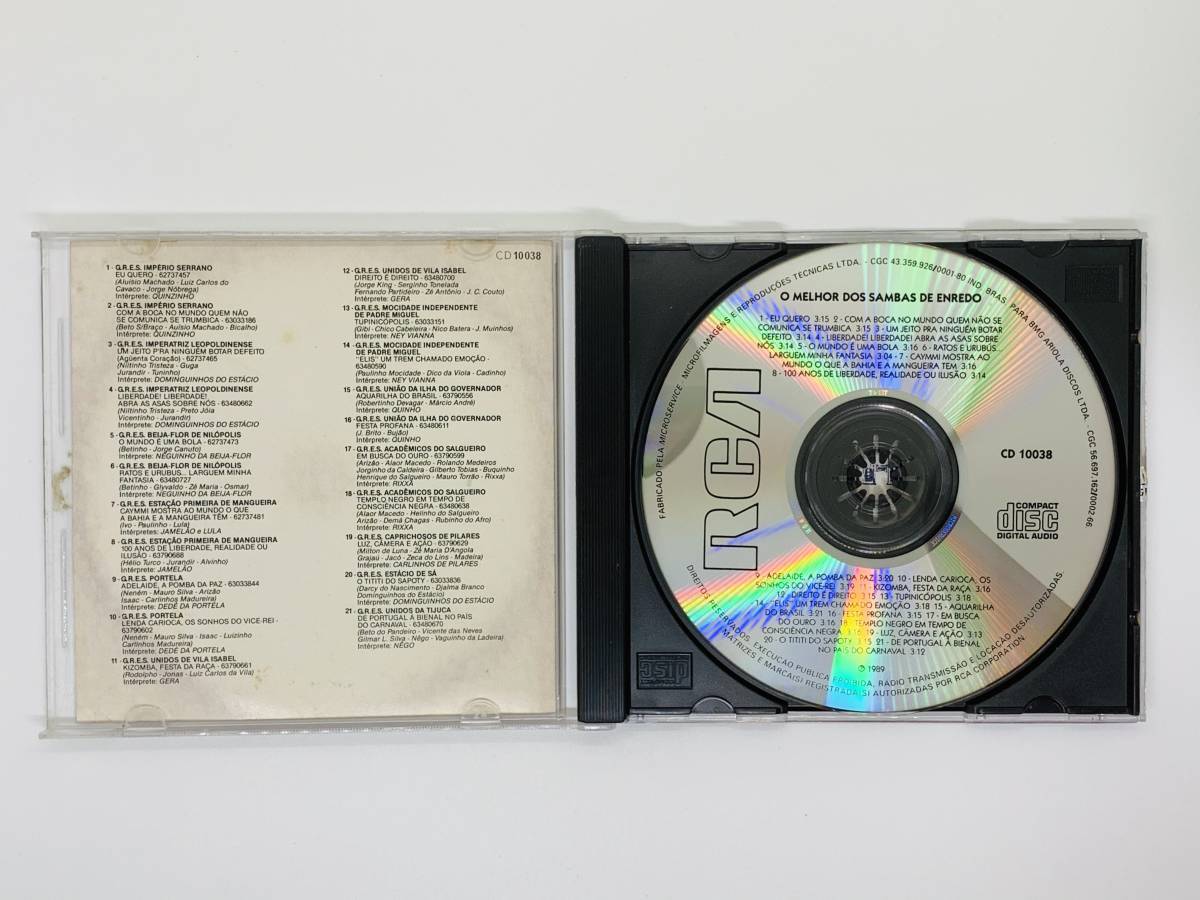 CD 10038
1 - G.R.E.S. IMPÉRIO SERRANO
EU QUERO - 62737457
(Aluísio Machado - Luiz Carlos do
Cavaco - Jorge Nóbrega)
Intérprete: QUINZINHO
2 - G.R.E.S. IMPÉRIO SERRANO
COM A BOCA NO MUNDO QUEM NÃO
SE COMUNICA SE TRUMBICA - 63033186
(Beto S/Braço - Auísio Machado - Bicalho)
Intérprete: QUINZINHO
3 - G.R.E.S. IMPERATRIZ LEOPOLDINENSE
UM JEITO P'RA NINGUÉM BOTAR DEFEITO
(Agüenta Coração) - 62737465
(Niltinho Tristeza - Guga
Jurandir - Tuninho)
Intérprete: DOMINGUINHOS DO ESTÁCIO
4 - G.R.E.S. IMPERATRIZ LEOPOLDINENSE
LIBERDADE! LIBERDADE!
ABRA AS ASAS SOBRE NÓS - 63480662
(Niltinho Tristeza - Preto Jóia
Vicentinho - Jurandir)
Intérprete: DOMINGUINHOS DO ESTÁCIO
5 - G.R.E.S. BEIJA-FLOR DE NILÓPOLIS
O MUNDO É UMA BOLA - 62737473
(Betinho - Jorge Canuto)
Intérprete: NEGUINHO DA BEIJA-FLOR
6 - G.R.E.S. BEIJA-FLOR DE NILÓPOLIS
RATOS E URUBUS... LARGUEM MINHA
FANTASIA - 63480727
(Betinho - Glyvaldo - Zê Maria - Osmar)
Intérprete: NEGUINHO DA BEIJA-FLOR
7 - G.R.E.S. ESTAÇÃO PRIMEIRA DE MANGUEIRA
CAYMMI MOSTRA AO MUNDO O QUE
A BAHIA E A MANGUEIRA TÊM - 62737481
(Ivo - Paulinho - Lula)
Intérpretes: JAMELÃO e LULA
8 - G.R.E.S. ESTAÇÃO PRIMEIRA DE MANGUEIRA
100 ANOS DE LIBERDADE, REALIDADE OU
ILUSÃO - 63790688
(Hélio Turco - Jurandir - Alvinho)
Intérprete: JAMELÃO
9 - G.R.E.S. PORTELA
ADELAIDE, A POMBA DA PAZ - 63033844
(Neném - Mauro Silva - Arizão
Isaac - Carlinhos Madureira)
Intérprete: DEDÉ DA PORTELA
10 - G.R.E.S. PORTELA
LENDA CARIOCA, OS SONHOS DO VICE-REI -
63790602
(Neném - Mauro Silva - Isaac - Luizinho
Carlinhos Madureira)
Intérprete: DEDÉ DA PORTELA
11 - G.R.E.S. UNIDOS DE VILA ISABEL
KIZOMBA, FESTA DA RAÇA - 63790661
(Rodolpho - Jonas - Luiz Carlos da Vila)
Intérprete: GERA
12 - G.R.E.S. UNIDOS DE VILA ISABEL
DIREITO É DIREITO - 63480700
(Jorge King - Serginho Tonelada
Fernando Partideiro - Zê Antônio - J. C. Couto)
Intérprete: GERA
13 - G.R.E.S. MOCIDADE INDEPENDENTE
DE PADRE MIGUEL
TUPINICÓPOLIS - 63033151
(Gibi - Chico Cabeleira - Nico Batera - J. Muinhos)
Intérprete: NEY VIANNA
14 - G.R.E.S. MOCIDADE INDEPENDENTE
DE PADRE MIGUEL
"ELIS" UM TREM CHAMADO EMOÇÃO -
63480590
(Paulinho Mocidade - Dico da Viola - Cadinho)
Intérprete: NEY VIANNA
15 - G.R.E.S. UNIÃO DA ILHA DO GOVERNADOR
AQUARILHA DO BRASIL - 63790556
(Robertinho Devagar - Márcio André)
Intérprete: QUINHO
16 - G.R.E.S. UNIÃO DA ILHA DO GOVERNADOR
FESTA PROFANA - 63480611
(J. Brito - Bujão)
Intérprete: QUINHO
17 - G.R.E.S. ACADÊMICOS DO SALGUEIRO
EM BUSCA DO OURO - 63790599
(Arizão - Alaor Macedo - Rolando Medeiros
Jorginho da Caldeira - Gilberto Tobias - Buquinho
Henrique do Salgueiro - Mauro Torrão - Rixxa)
Intérprete: RIXXÁ
18 - G.R.E.S. ACADÊMICOS DO SALGUEIRO
TEMPLO NEGRO EM TEMPO DE
CONSCIÊNCIA NEGRA - 63480638
(Alaor Macedo - Helinho do Salgueiro
Arizão - Demá Chagas - Rubinho do Afro)
Intérprete: RIXXA
19 - G.R.E.S. CAPRICHOSOS DE PILARES
LUZ, CÂMERA E AÇÃO - 63790629
(Milton de Luna - Zê Maria D'Angola
Grajaú - Jacó - Zeca do Lins - Madeira)
Intérprete: CARLINHOS DE PILARES
20 - G.R.E.S. ESTÁCIO DE SÁ
O TITITI DO SAPOTY - 63033836
(Darcy do Nascimento - Djalma Branco
Dominguinhos do Estácio)
Intérprete: DOMINGUINHOS DO ESTÁCIO
21 - G.R.E.S. UNIDOS DA TIJUCA
DE PORTUGAL À BIENAL NO PAÍS
DO CARNAVAL - 63480670
(Beto do Pandeiro - Vicente das Neves
Gilmar L. Silva - Nêgo - Vaguinho da Ladeira)
Intérprete: NÊGO
FABRICADO PELA MICROSERVICE - MICROFILMAGENS E REPRODUÇÕES TECNICAS LTDA. - CGC 43.359.926/0001-80 IND. BRAS. PARA BMG ARIOLA DISCOS LTDA. - CGC 56.697.162/0002.66
O MELHOR DOS SAMBAS DE ENREDO
1 - EU QUERO 3.15 2 - COM A BOCA NO MUNDO QUEM NÃO SE
COMUNICA SE TRUMBICA 3.15 3 - UM JEITO P'RA NINGUÉM BOTAR
DEFEITO 3.14 4 - LIBERDADE! LIBERDADE! ABRA AS ASAS SOBRE
NÓS 3.14 5 - O MUNDO É UMA BOLA 3.16 6 - RATOS E URUBÚS...
LARGUEM MINHA FANTASIA 3.04 - 7 - CAYMMI MOSTRA AO
MUNDO O QUE A BAHIA E A MANGUEIRA TÊM 3.16
8 - 100 ANOS DE LIBERDADE, REALIDADE OU ILUSÃO 3.14
RCA
CD 10038
COMPACT
disc
DIGITAL AUDIO
9 - ADELAIDE, A POMBA DA PAZ 3.20 10 - LENDA CARIOCA, OS
SONHOS DO VICE-REI 3.19 11 - KIZOMBA, FESTA DA RAÇA 3.16
12 - DIREITO É DIREITO 3.15 13 - TUPINICÓPOLIS 3.18
14 - "ELIS" UM TREM CHAMADO EMOÇÃO 3.18 15 - AQUARILHA
DO BRASIL 3.21 16 - FESTA PROFANA 3.15 17 - EM BUSCA
DO OURO 3.16 18 - TEMPLO NEGRO EM TEMPO DE
CONSCIÊNCIA NEGRA 3.16 19 - LUZ, CÂMERA E AÇÃO 3.13
20 - O TITITI DO SAPOTY 3.15 21 - DE PORTUGAL À BIENAL
NO PAÍS DO CARNAVAL 3.12
℗ 1989
DIREITOS RESERVADOS. EXECUÇÃO PUBLICA PROIBIDA, RADIO TRANSMISSÃO E LOCAÇÃO DESAUTORIZADAS
MATRIZES E MARCA(S) REGISTRADA(S) AUTORIZADAS POR RCA CORPORATION